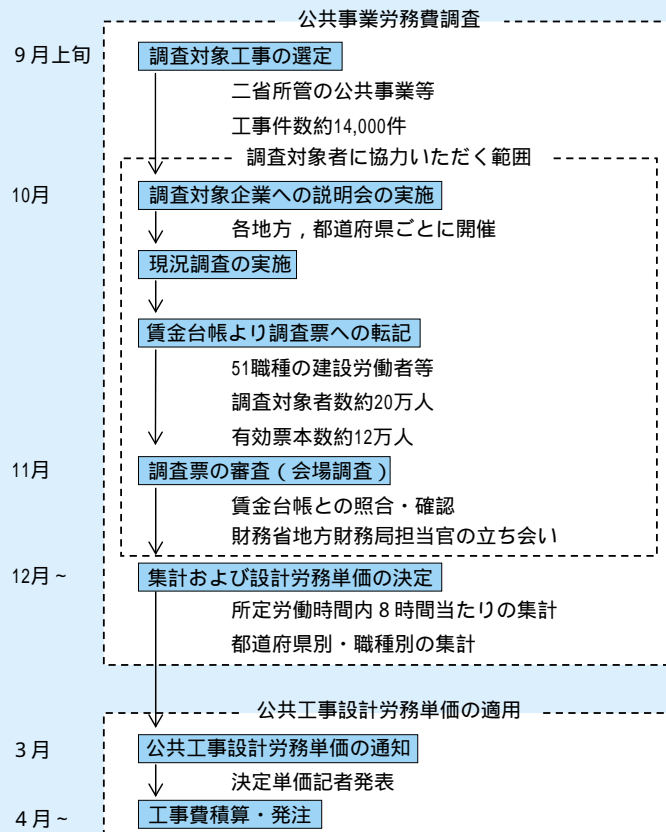 公共事業労務費調査
９月上旬
調査対象工事の選定
二省所管の公共事業等
工事件数約14,000件
調査対象者に協力いただく範囲
10月
調査対象企業への説明会の実施
各地方，都道府県ごとに開催
現況調査の実施
賃金台帳より調査票への転記
51職種の建設労働者等
調査対象者数約20万人
有効票本数約12万人
11月
調査票の審査（会場調査）
賃金台帳との照合・確認
財務省地方財務局担当官の立ち会い
12月～
集計および設計労務単価の決定
所定労働時間内８時間当たりの集計
都道府県別・職種別の集計
公共工事設計労務単価の適用
３月
公共工事設計労務単価の通知
決定単価記者発表
４月～
工事費積算・発注